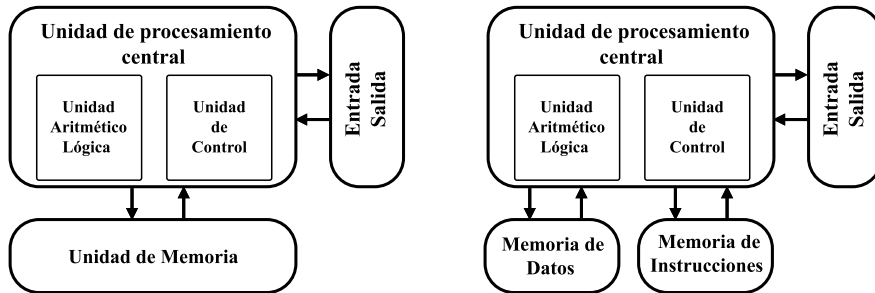 Unidad de procesamiento
central
Unidad
Aritmético
Lógica
Unidad
de
Control
Entrada
Salida
Unidad de Memoria
Unidad de procesamiento
central
Unidad
Aritmético
Lógica
Unidad
de
Control
Entrada
Salida
Memoria de
Datos
Memoria de
Instrucciones